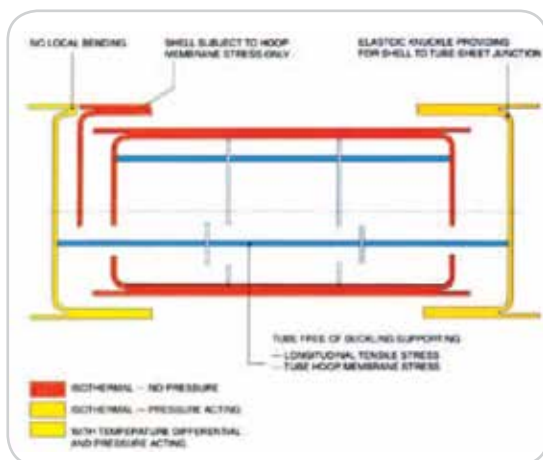 NO LOCAL BENDING
SHELL SUBJECT TO HOOP
MEMBRANE STRESS ONLY
ELASTOIC KNUCKLE PROVIDING
FOR SHELL TO TUBE SHEET JUNCTION
TUBE FREE OF BUCKLING SUPPORTING
— LONGITUDINAL TENSILE STRESS
— TUBE HOOP MEMBRANE STRESS
ISOTHERMAL — NO PRESSURE
ISOTHERMAL — PRESSURE ACTING
WITH TEMPERATURE DIFFERENTIAL
AND PRESSURE ACTING